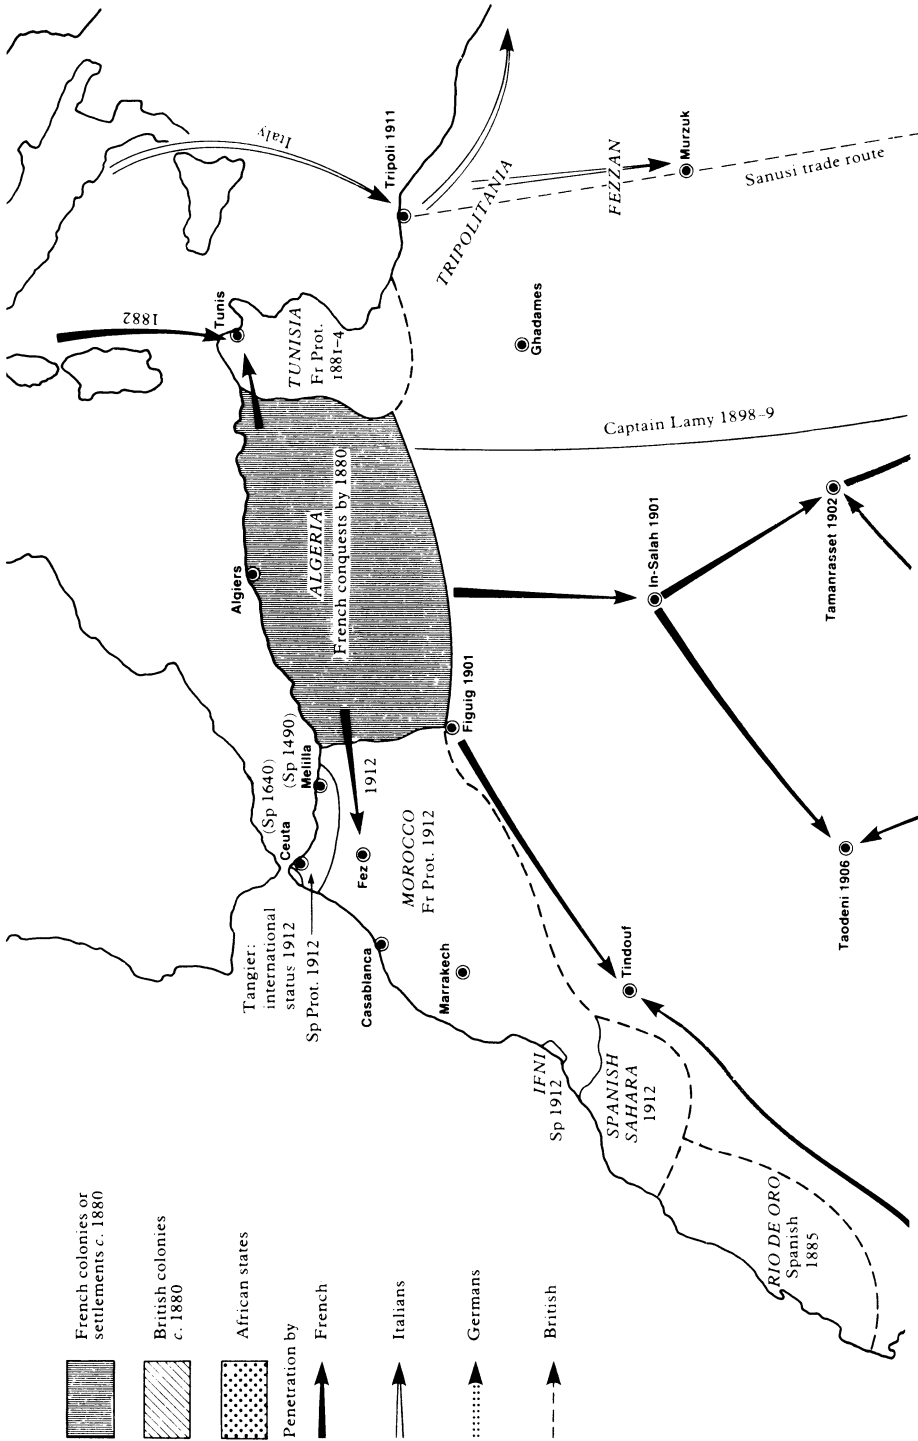 French colonies or
settlements c. 1880
British colonies
c. 1880
African states
Penetration by
French
Italians
Germans
British
Tangier:
international
status 1912
Sp Prot. 1912
Ceuta
(Sp 1640)
(Sp 1490)
Melilla
Casablanca
Fez
1912
Marrakech
MOROCCO
Fr Prot. 1912
IFNI
Sp 1912
SPANISH
SAHARA
1912
RIO DE ORO
Spanish
1885
Algiers
ALGERIA
French conquests by 1880
Figuig 1901
Tindouf
In-Salah 1901
Tamanrasset 1902
Taodeni 1906
1882
Tunis
TUNISIA
Fr Prot.
1881–4
Italy
Tripoli 1911
TRIPOLITANIA
FEZZAN
Murzuk
Sanusi trade route
Ghadames
Captain Lamy 1898–9